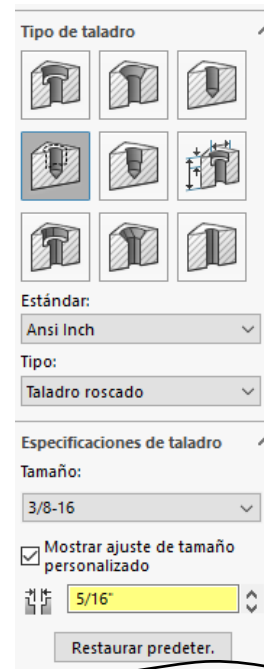 Tipo de taladro
Estándar:
Ansi Inch
Tipo:
Taladro roscado
Especificaciones de taladro
Tamaño:
3/8-16
Mostrar ajuste de tamaño
personalizado
5/16"
Restaurar predeter.